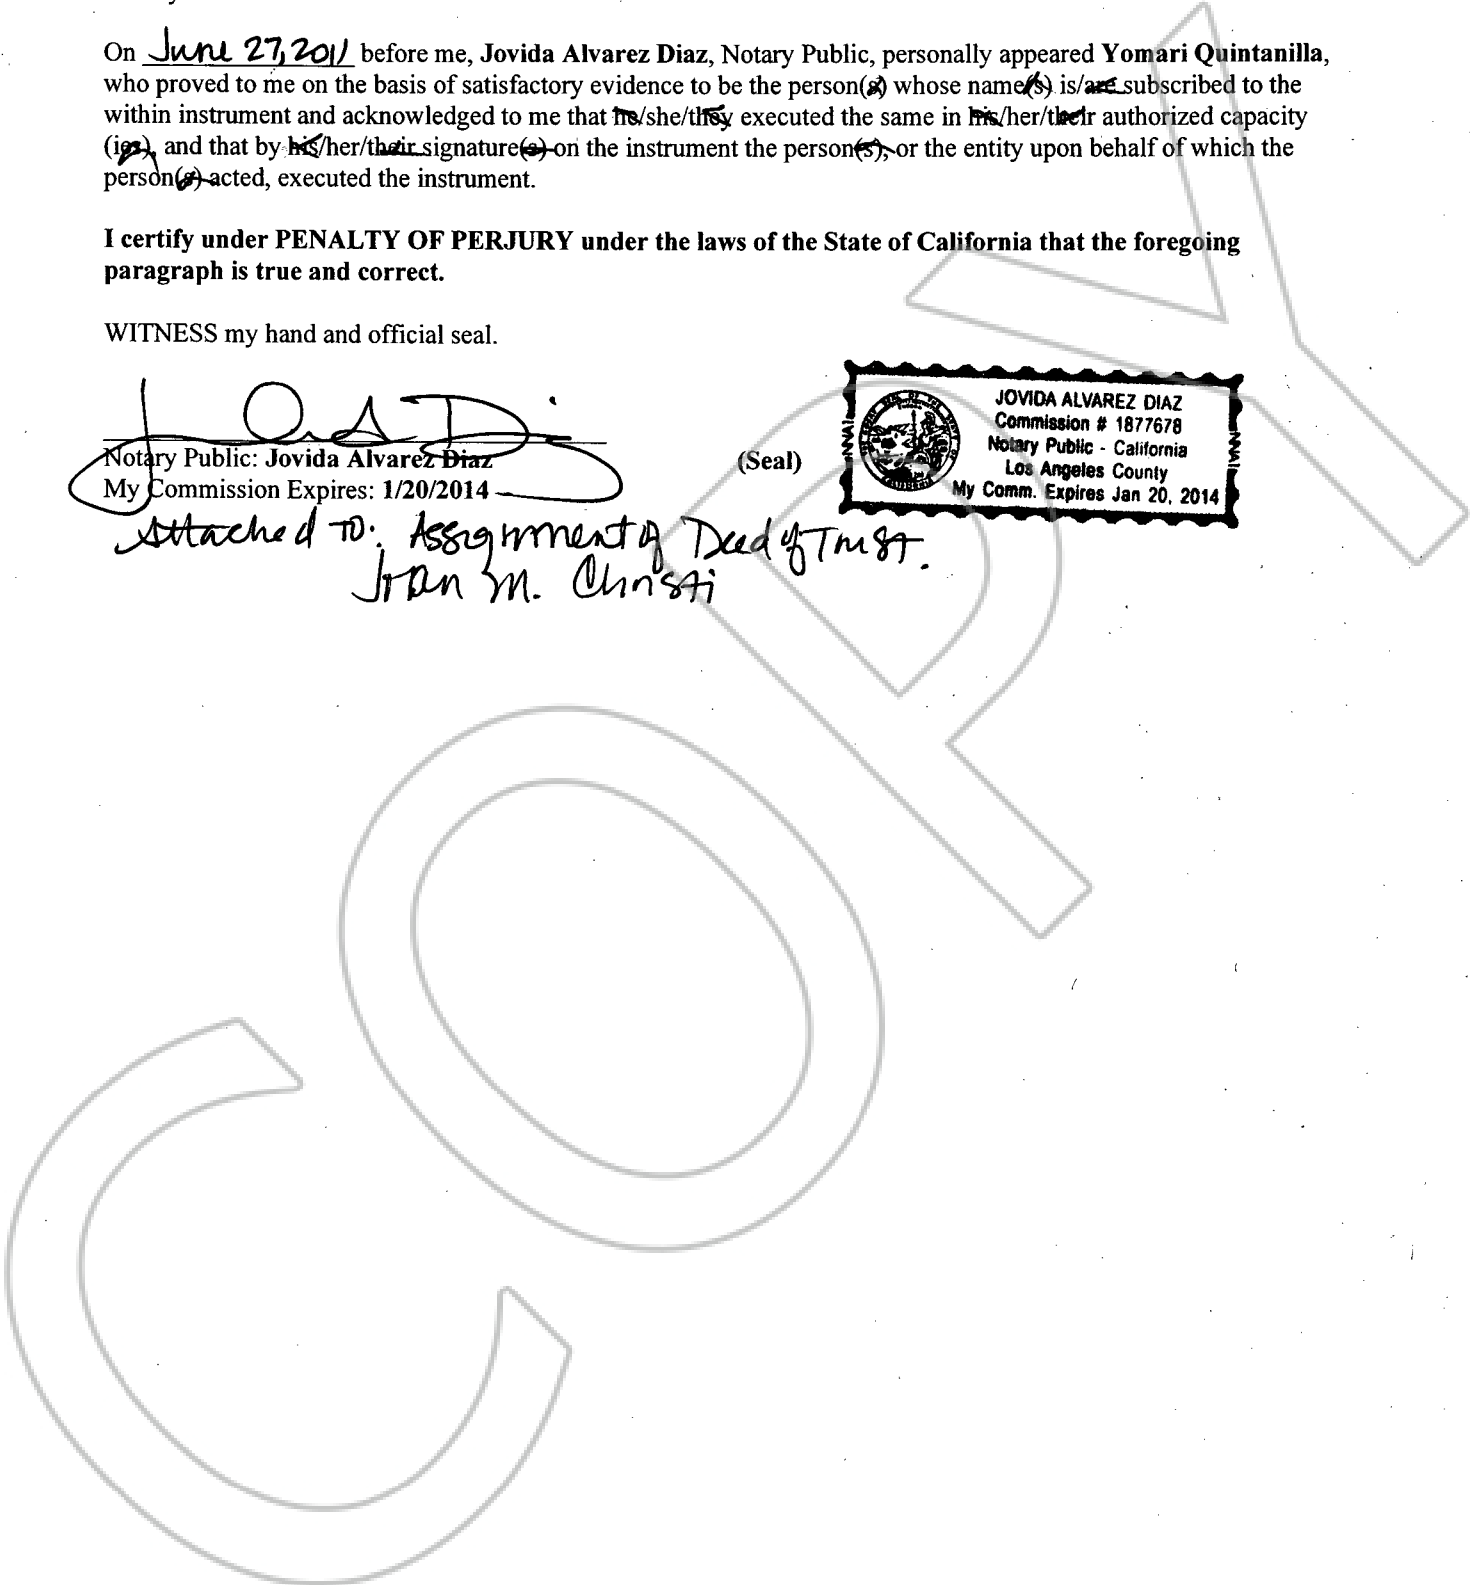 On June 27, 2011 before me, Jovida Alvarez Diaz, Notary Public, personally appeared Yomari Quintanilla,
who proved to me on the basis of satisfactory evidence to be the person(s) whose name(s) is/are subscribed to the
within instrument and acknowledged to me that he/she/they executed the same in his/her/their authorized capacity
(ies), and that by his/her/their signature(s) on the instrument the person(s), or the entity upon behalf of which the
person(s) acted, executed the instrument.
I certify under PENALTY OF PERJURY under the laws of the State of California that the foregoing
paragraph is true and correct.
WITNESS my hand and official seal.
Notary Public: Jovida Alvarez Diaz
My Commission Expires: 1/20/2014
(Seal)
JOVIDA ALVAREZ DIAZ
Commission # 1877678
Notary Public - California
Los Angeles County
My Comm. Expires Jan 20, 2014
Attached to: Assignment of Deed of Trust.
M. Christi
COPY